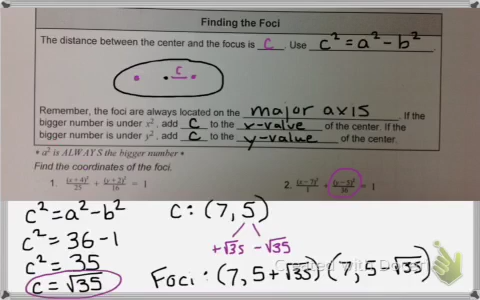 Finding the Foci
The distance between the center and the focus is c. Use c² = a² - b²
c
Remember, the foci are always located on the major axis. If the
bigger number is under x², add c to the x-value of the center. If the
bigger number is under y², add c to the y-value of the center.
* a² is ALWAYS the bigger number *
Find the coordinates of the foci.
1. (x+4)²/25 + (y+2)²/16 = 1
2. (x-7)²/1 + (y-5)²/36 = 1
c² = a² - b²
c² = 36 - 1
c² = 35
c = √35
c: (7, 5)
+√35 -√35
Foci: (7, 5+√35) (7, 5-√35)
Created with Doceri